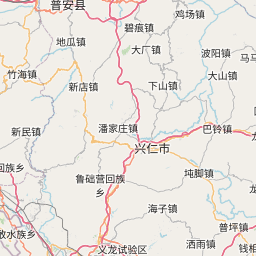 普安县
碧痕镇
鸡场镇
地瓜镇
大厂镇
波阳镇
竹海镇
大山镇
新店镇
下山镇
新民镇
潘家庄镇
巴铃镇
兴仁市
回族乡
鲁础营回族
乡
屯脚镇
海子镇
普坪镇
敬水族乡
义龙试验区
洒雨镇
钱相